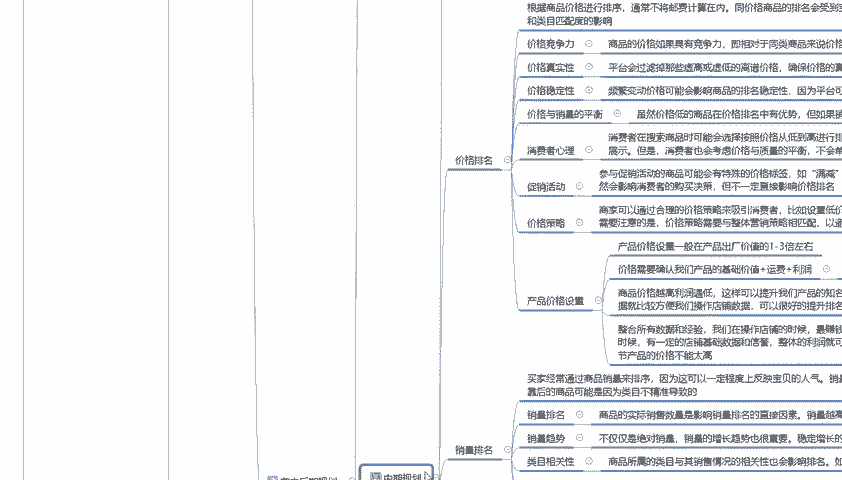 根据商品价格进行排序，通常不将邮费计算在内。同价格商品的排名会受到
和类目匹配度的影响
价格竞争力
商品的价格如果具有竞争力，即相对于同类商品来说价格
价格真实性
平台会过滤掉那些虚高或虚低的离谱价格，确保价格的真
价格稳定性
频繁变动价格可能会影响商品的排名稳定性，因为平台可
价格与销量的平衡
虽然价格低的商品在价格排名中有优势，但如果销
消费者心理
消费者在搜索商品时可能会选择按照价格从低到高进行排
展示。但是，消费者也会考虑价格与质量的平衡，不会单
价格排名
促销活动
参与促销活动的商品可能会有特殊的价格标签，如“满减”
然会影响消费者的购买决策，但不一定直接影响价格排名
价格策略
商家可以通过合理的价格策略来吸引消费者，比如设置低价
需要注意的是，价格策略需要与整体营销策略相匹配，以避
产品价格设置
产品价格设置一般在产品出厂价值的1-3倍左右
价格需要确认我们产品的基础价值+运费+利润
商品价格越高利润遇低，这样可以提升我们产品的知名
据就比较方便我们操作店铺数据，可以很好的提升排名
整合所有数据和经验，我们在操作店铺的时候，最赚钱
时候，有一定的店铺基础数据和信誉，整体的利润就可
节产品的价格不能太高
买家经常通过商品销量来排序，因为这可以一定程度上反映宝贝的人气。销量
靠后的商品可能是因为类目不精准导致的
销量排名
销量排名
商品的实际销售数量是影响销量排名的直接因素。销量越高
销量趋势
不仅仅是绝对销量，销量的增长趋势也很重要。稳定增长的
类目相关性
商品所属的类目与其销售情况的相关性也会影响排名。如
中期规划